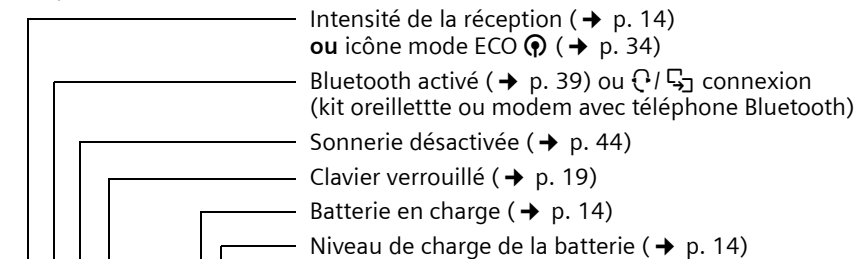 Intensité de la réception ( ➔ p. 14)
ou icône mode ECO ( ➔ p. 34)
Bluetooth activé ( ➔ p. 39) ou / connexion
(kit oreillettte ou modem avec téléphone Bluetooth)
Sonnerie désactivée ( ➔ p. 44)
Clavier verrouillé ( ➔ p. 19)
Batterie en charge ( ➔ p. 14)
Niveau de charge de la batterie ( ➔ p. 14)